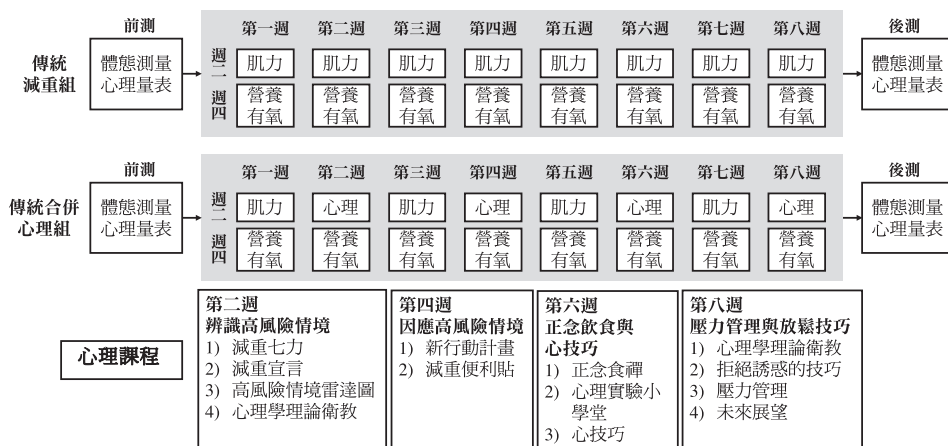 前測
第一週 第二週 第三週 第四週 第五週 第六週 第七週 第八週
後測
傳統
減重組
體態測量
心理量表
週二
肌力 肌力 肌力 肌力 肌力 肌力 肌力 肌力
週四
營養 營養 營養 營養 營養 營養 營養 營養
有氧 有氧 有氧 有氧 有氧 有氧 有氧 有氧
體態測量
心理量表
前測
第一週 第二週 第三週 第四週 第五週 第六週 第七週 第八週
後測
傳統合併
心理組
體態測量
心理量表
週二
肌力 心理 肌力 心理 肌力 心理 肌力 心理
週四
營養 營養 營養 營養 營養 營養 營養 營養
有氧 有氧 有氧 有氧 有氧 有氧 有氧 有氧
體態測量
心理量表
心理課程
第二週
辨識高風險情境
1) 減重七力
2) 減重宣言
3) 高風險情境雷達圖
4) 心理學理論衛教
第四週
因應高風險情境
1) 新行動計畫
2) 減重便利貼
第六週
正念飲食與
心技巧
1) 正念食禪
2) 心理實驗小
學堂
3) 心技巧
第八週
壓力管理與放鬆技巧
1) 心理學理論衛教
2) 拒絕誘惑的技巧
3) 壓力管理
4) 未來展望